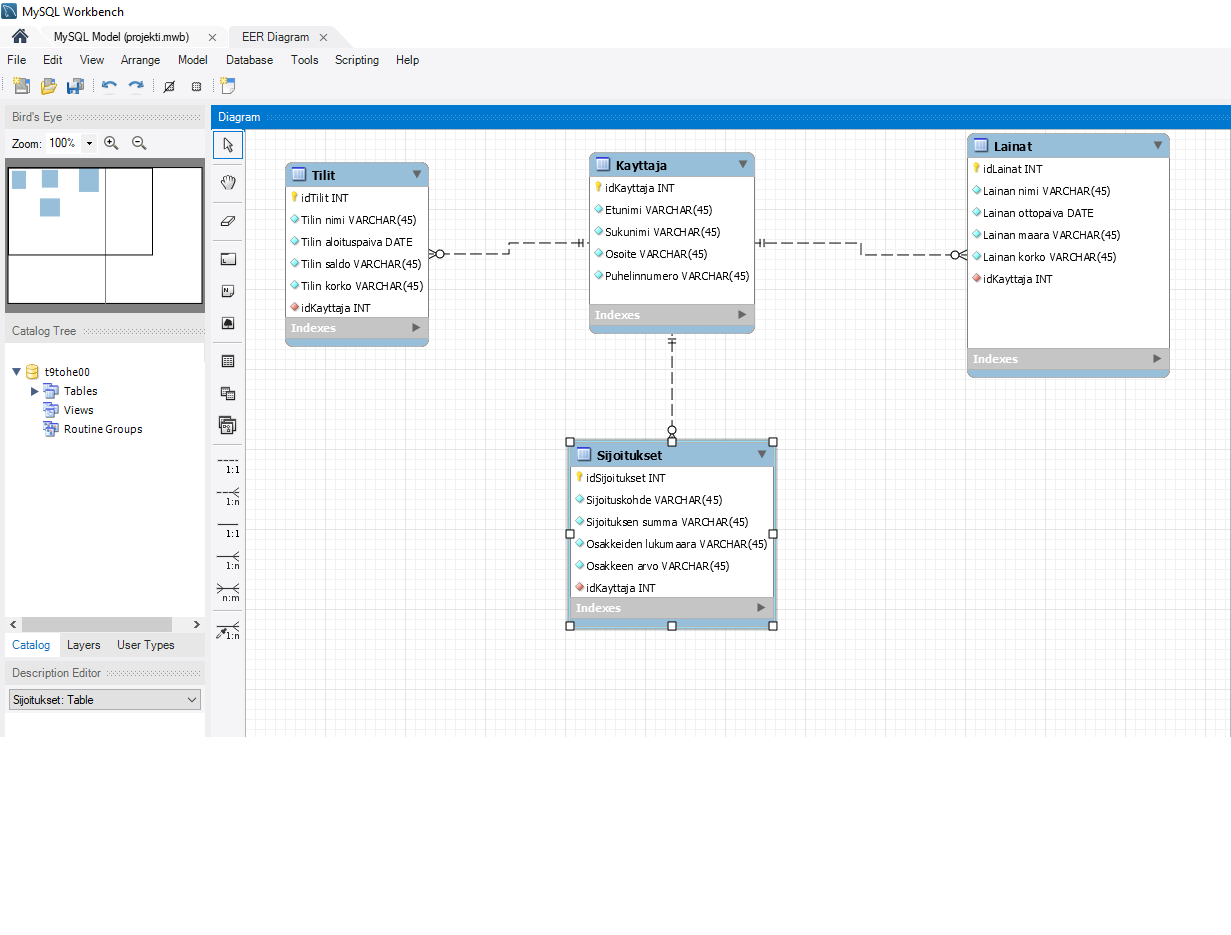 MySQL Workbench
MySQL Model (projekti.mwb)
EER Diagram
File Edit View Arrange Model Database Tools Scripting Help
Bird's Eye
Zoom: 100%
Catalog Tree
t9tohe00
Tables
Views
Routine Groups
Catalog Layers User Types
Description Editor
Sijoitukset: Table
1:1
1:n
1:1
1:n
n:m
1:n
Diagram
Tilit
idTilit INT
Tilin nimi VARCHAR(45)
Tilin aloituspaiva DATE
Tilin saldo VARCHAR(45)
Tilin korko VARCHAR(45)
idKayttaja INT
Indexes
Kayttaja
idKayttaja INT
Etunimi VARCHAR(45)
Sukunimi VARCHAR(45)
Osoite VARCHAR(45)
Puhelinnumero VARCHAR(45)
Indexes
Lainat
idLainat INT
Lainan nimi VARCHAR(45)
Lainan ottopaiva DATE
Lainan maara VARCHAR(45)
Lainan korko VARCHAR(45)
idKayttaja INT
Indexes
Sijoitukset
idSijoitukset INT
Sijoituskohde VARCHAR(45)
Sijoituksen summa VARCHAR(45)
Osakkeiden lukumaara VARCHAR(45)
Osakkeen arvo VARCHAR(45)
idKayttaja INT
Indexes